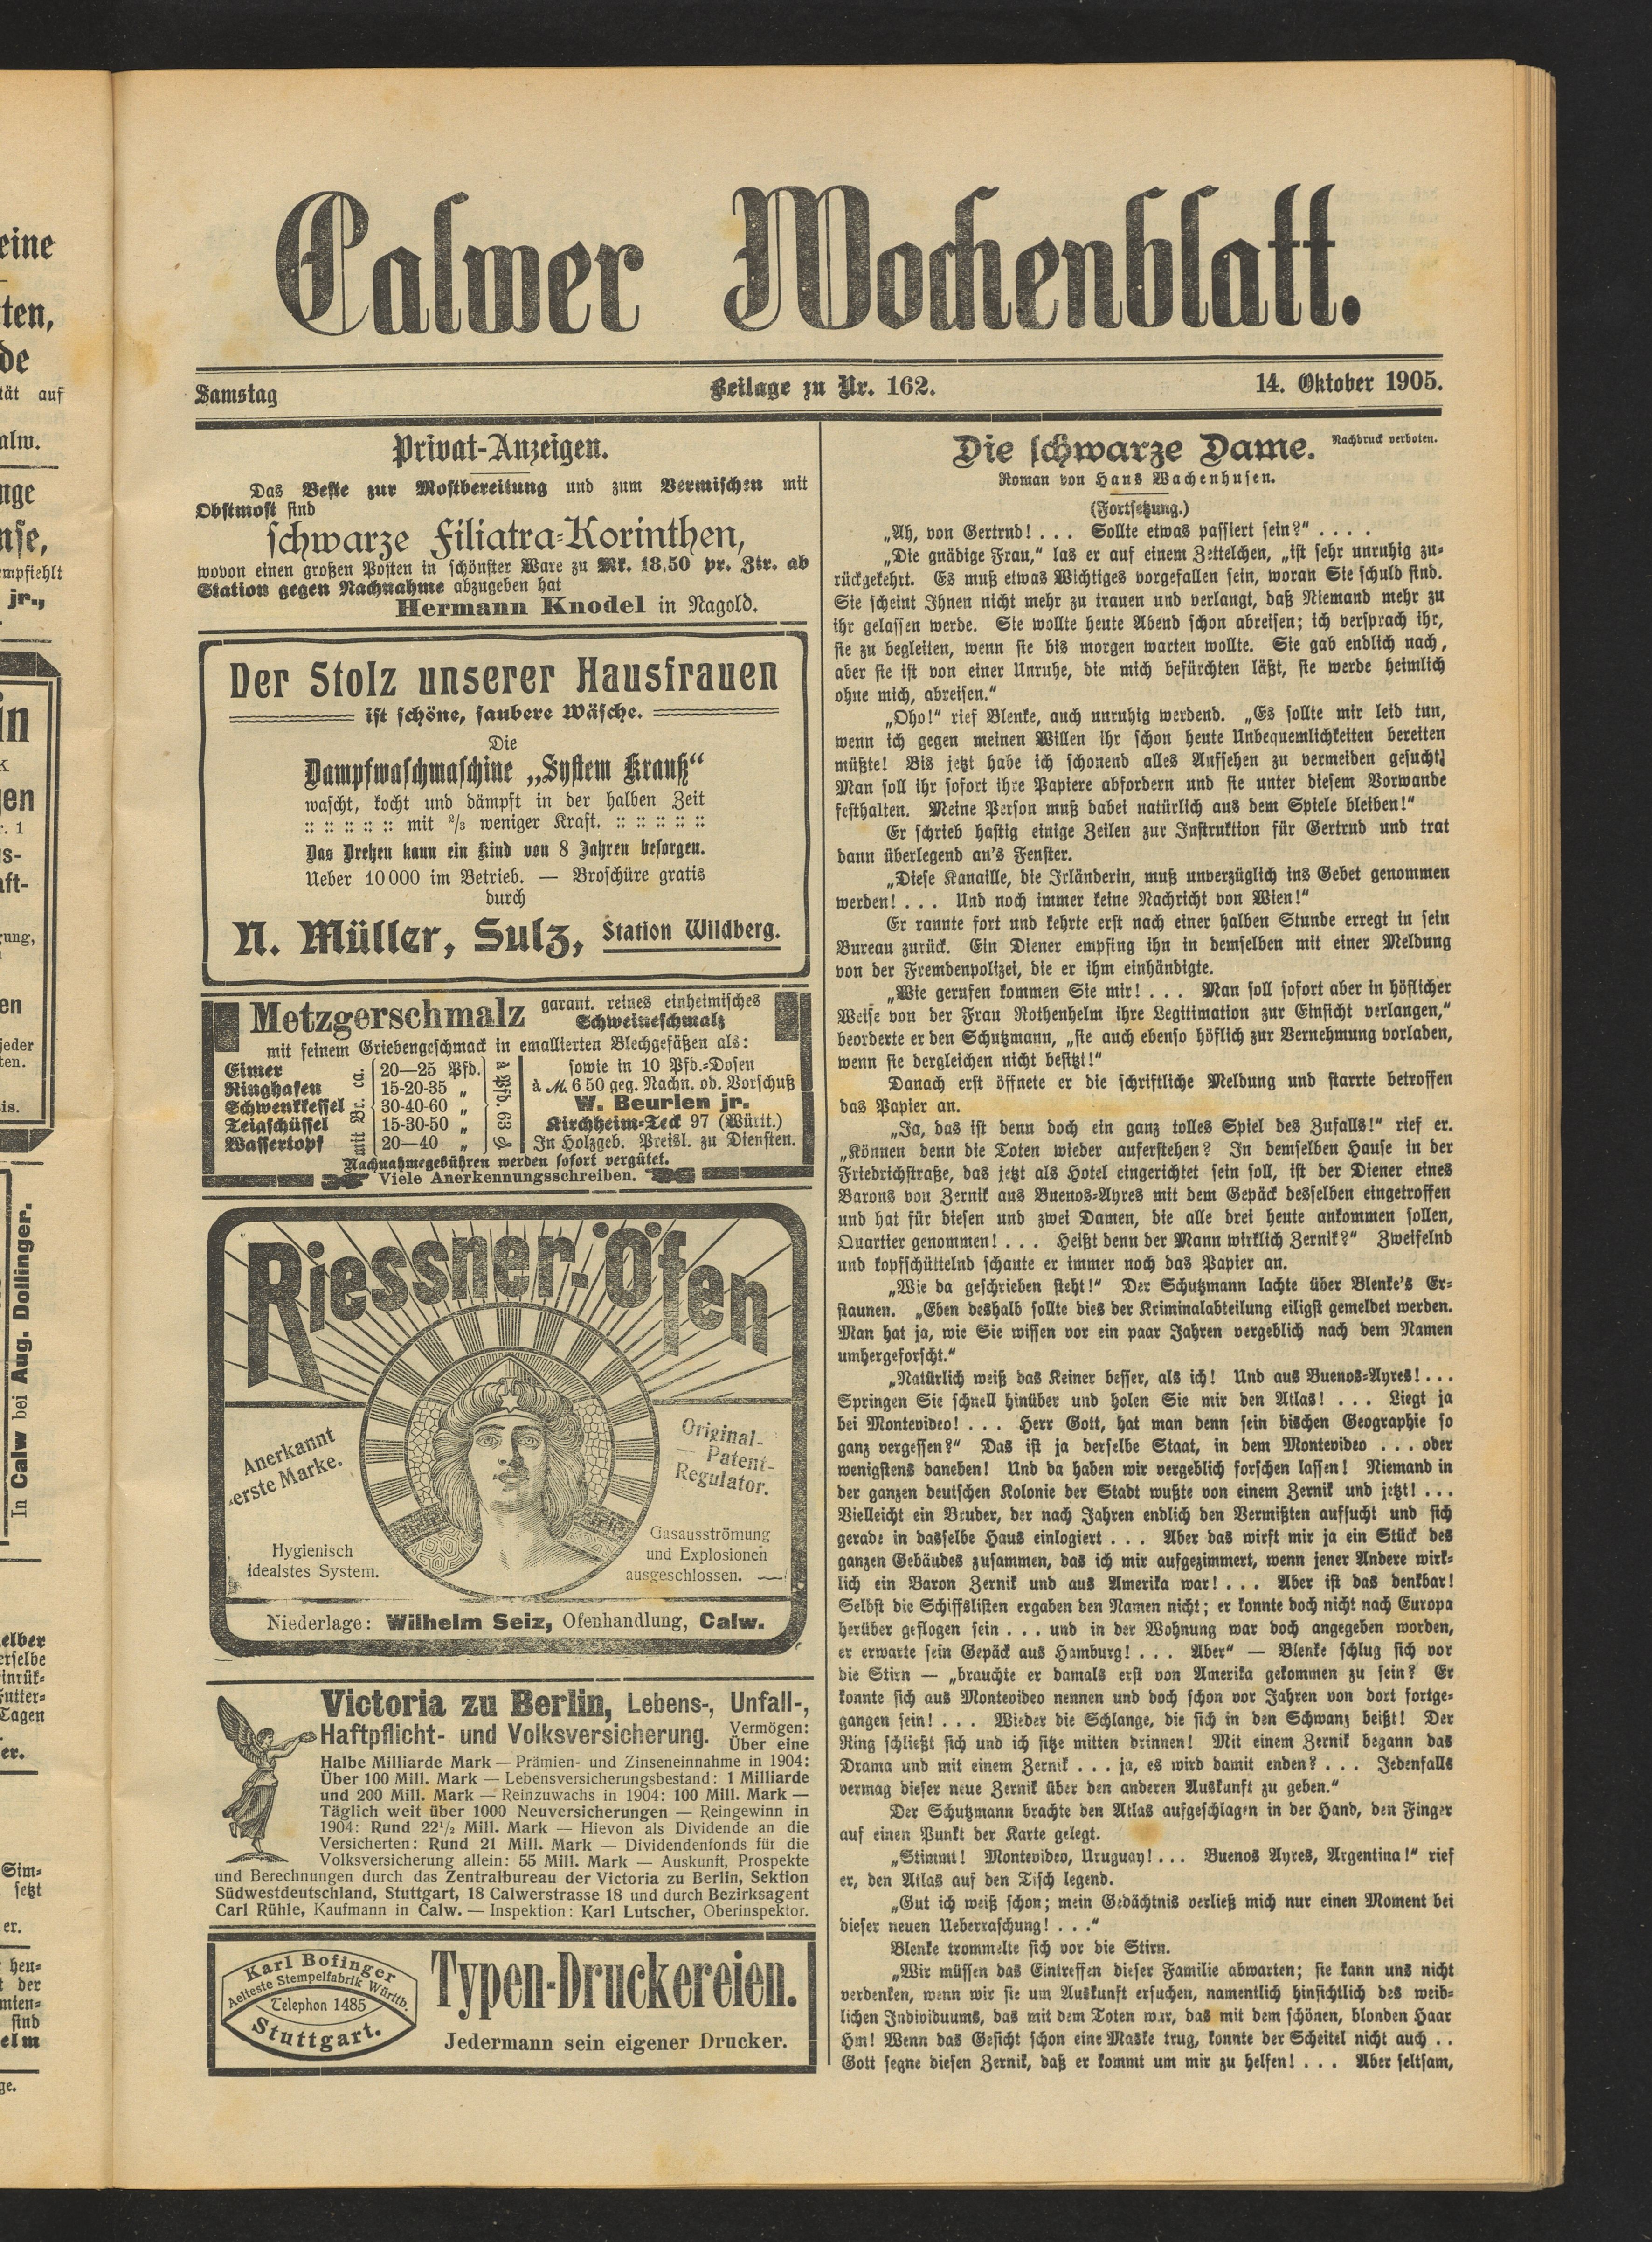 Calwer Wochenblatt.
Samstag
Beilage zu Nr. 162.
14. Oktober 1905.
Privat-Anzeigen.
Das Beste zur Mostbereitung und zum Vermischen mit
Obstmost sind
schwarze Filiatra-Korinthen,
wovon einen großen Posten in schönster Ware zu Mk. 18,50 pr. Ztr. ab
Station gegen Nachnahme abzugeben hat
Hermann Knodel in Nagold.
Der Stolz unserer Hausfrauen
ist schöne, saubere Wäsche.
Die
Dampfwaschmaschine „System Krauß“
wascht, kocht und dämpft in der halben Zeit
:: :: :: :: :: mit 2/3 weniger Kraft. :: :: :: :: ::
Das Drehen kann ein Kind von 8 Jahren besorgen.
Ueber 10000 im Betrieb. — Broschüre gratis
durch
N. Müller, Sulz, Station Wildberg.
Metzgerschmalz garant. reines einheimisches
Schweineschmalz
mit feinem Griebengeschmack in emallierten Blechgefäßen als:
Eimer
Ringhafen
Schwenkkessel
Teigschüssel
Wassertopf
mit Br. ca.
20—25 Pfd.
15-20-35 „
30-40-60 „
15-30-50 „
20—40 „
à Pfd. 63 ₰
sowie in 10 Pfd.-Dosen
à M. 6 50 geg. Nachn. od. Vorschuß
W. Beurlen jr.
Kirchheim-Teck 97 (Württ.)
In Holzgeb. Preisl. zu Diensten.
Nachnahmegebühren werden sofort vergütet.
Viele Anerkennungsschreiben.
Riessner-Öfen
Anerkannt
erste Marke.
Original-
Patent-
Regulator.
Hygienisch
idealstes System.
Gasausströmung
und Explosionen
ausgeschlossen.
Niederlage: Wilhelm Seiz, Ofenhandlung, Calw.
Victoria zu Berlin, Lebens-, Unfall-,
Haftpflicht- und Volksversicherung. Vermögen:
Über eine
Halbe Milliarde Mark — Prämien- und Zinseneinnahme in 1904:
Über 100 Mill. Mark — Lebensversicherungsbestand: 1 Milliarde
und 200 Mill. Mark — Reinzuwachs in 1904: 100 Mill. Mark —
Täglich weit über 1000 Neuversicherungen — Reingewinn in
1904: Rund 22½ Mill. Mark — Hievon als Dividende an die
Versicherten: Rund 21 Mill. Mark — Dividendenfonds für die
Volksversicherung allein: 55 Mill. Mark — Auskunft, Prospekte
und Berechnungen durch das Zentralbureau der Victoria zu Berlin, Sektion
Südwestdeutschland, Stuttgart, 18 Calwerstrasse 18 und durch Bezirksagent
Carl Rühle, Kaufmann in Calw. — Inspektion: Karl Lutscher, Oberinspektor.
Karl Bofinger
Aelteste Stempelfabrik Württb.
Telephon 1485
Stuttgart.
Typen-Druckereien.
Jedermann sein eigener Drucker.
Die schwarze Dame. Nachdruck verboten.
Roman von Hans Wachenhusen.
(Fortsetzung.)
„Ah, von Gertrud! . . . Sollte etwas passiert sein?“ . . . .
„Die gnädige Frau,“ las er auf einem Zettelchen, „ist sehr unruhig zu-
rückgekehrt. Es muß etwas Wichtiges vorgefallen sein, woran Sie schuld sind.
Sie scheint Ihnen nicht mehr zu trauen und verlangt, daß Niemand mehr zu
ihr gelassen werde. Sie wollte heute Abend schon abreisen; ich versprach ihr,
sie zu begleiten, wenn sie bis morgen warten wollte. Sie gab endlich nach,
aber sie ist von einer Unruhe, die mich befürchten läßt, sie werde heimlich
ohne mich, abreisen.“
„Oho!“ rief Blenke, auch unruhig werdend. „Es sollte mir leid tun,
wenn ich gegen meinen Willen ihr schon heute Unbequemlichkeiten bereiten
müßte! Bis jetzt habe ich schonend alles Aufsehen zu vermeiden gesucht!
Man soll ihr sofort ihre Papiere abfordern und sie unter diesem Vorwande
festhalten. Meine Person muß dabei natürlich aus dem Spiele bleiben!“
Er schrieb hastig einige Zeilen zur Instruktion für Gertrud und trat
dann überlegend an's Fenster.
„Diese Kanaille, die Irländerin, muß unverzüglich ins Gebet genommen
werden! . . . Und noch immer keine Nachricht von Wien!“
Er rannte fort und kehrte erst nach einer halben Stunde erregt in sein
Bureau zurück. Ein Diener empfing ihn in demselben mit einer Meldung
von der Fremdenpolizei, die er ihm einhändigte.
„Wie gerufen kommen Sie mir! . . . Man soll sofort aber in höflicher
Weise von der Frau Rothenhelm ihre Legitimation zur Einsicht verlangen,“
beorderte er den Schutzmann, „sie auch ebenso höflich zur Vernehmung vorladen,
wenn sie dergleichen nicht besitzt!“
Danach erst öffnete er die schriftliche Meldung und starrte betroffen
das Papier an.
„Ja, das ist denn doch ein ganz tolles Spiel des Zufalls!“ rief er.
„Können denn die Toten wieder auferstehen? In demselben Hause in der
Friedrichstraße, das jetzt als Hotel eingerichtet sein soll, ist der Diener eines
Barons von Zernik aus Buenos-Ayres mit dem Gepäck desselben eingetroffen
und hat für diesen und zwei Damen, die alle drei heute ankommen sollen,
Quartier genommen! . . . Heißt denn der Mann wirklich Zernik?“ Zweifelnd
und kopfschüttelnd schaute er immer noch das Papier an.
„Wie da geschrieben steht!“ Der Schutzmann lachte über Blenke's Er-
staunen. „Eben deshalb sollte dies der Kriminalabteilung eiligst gemeldet werden.
Man hat ja, wie Sie wissen vor ein paar Jahren vergeblich nach dem Namen
umhergeforscht.“
„Natürlich weiß das Keiner besser, als ich! Und aus Buenos-Ayres! . . .
Springen Sie schnell hinüber und holen Sie mir den Atlas! . . . Liegt ja
bei Montevideo! . . . Herr Gott, hat man denn sein bischen Geographie so
ganz vergessen?“ Das ist ja derselbe Staat, in dem Montevideo . . . oder
wenigstens daneben! Und da haben wir vergeblich forschen lassen! Niemand in
der ganzen deutschen Kolonie der Stadt wußte von einem Zernik und jetzt! . . .
Vielleicht ein Bruder, der nach Jahren endlich den Vermißten aufsucht und sich
gerade in dasselbe Haus einlogiert . . . Aber das wirft mir ja ein Stück des
ganzen Gebäudes zusammen, das ich mir aufgezimmert, wenn jener Andere wirk-
lich ein Baron Zernik und aus Amerika war! . . . Aber ist das denkbar!
Selbst die Schiffslisten ergaben den Namen nicht; er konnte doch nicht nach Europa
herüber geflogen sein . . . und in der Wohnung war doch angegeben worden,
er erwarte sein Gepäck aus Hamburg! . . . Aber“ — Blenke schlug sich vor
die Stirn — „brauchte er damals erst von Amerika gekommen zu sein? Er
konnte sich aus Montevideo nennen und doch schon vor Jahren von dort fortge-
gangen sein! . . . Wieder die Schlange, die sich in den Schwanz beißt! Der
Ring schließt sich und ich sitze mitten drinnen! Mit einem Zernik begann das
Drama und mit einem Zernik . . . ja, es wird damit enden? . . . Jedenfalls
vermag dieser neue Zernik über den anderen Auskunft zu geben.“
Der Schutzmann brachte den Atlas aufgeschlagen in der Hand, den Finger
auf einen Punkt der Karte gelegt.
„Stimmt! Montevideo, Uruguay! . . . Buenos Ayres, Argentina!“ rief
er, den Atlas auf den Tisch legend.
„Gut ich weiß schon; mein Gedächtnis verließ mich nur einen Moment bei
dieser neuen Ueberraschung! . . .“
Blenke trommelte sich vor die Stirn.
„Wir müssen das Eintreffen dieser Familie abwarten; sie kann uns nicht
verdenken, wenn wir sie um Auskunft ersuchen, namentlich hinsichtlich des weib-
lichen Individuums, das mit dem Toten war, das mit dem schönen, blonden Haar
Hm! Wenn das Gesicht schon eine Maske trug, konnte der Scheitel nicht auch . .
Gott segne diesen Zernik, daß er kommt um mir zu helfen! . . . Aber seltsam,
In Calw bei Aug. Dollinger.